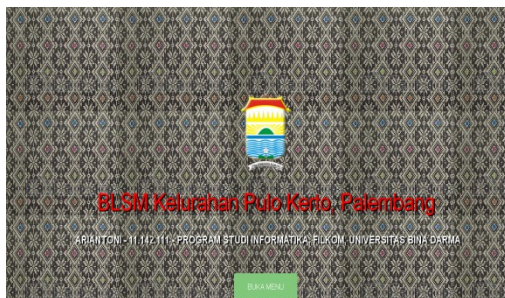 BLSM Kelurahan Pulo Kerto, Palembang
ARIANTONI - 11.142.111 - PROGRAM STUDI INFORMATIKA, FILKOM, UNIVERSITAS BINA DARMA
BUKA MENU